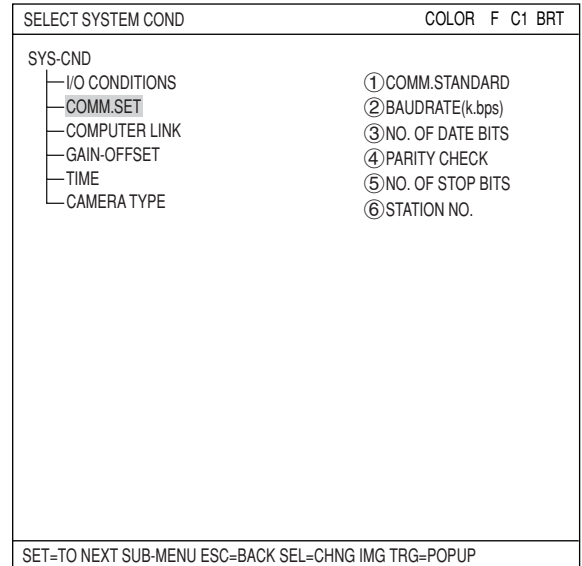 SELECT SYSTEM COND COLOR F C1 BRT
SYS-CND
I/O CONDITIONS ①COMM.STANDARD
COMM.SET ②BAUDRATE(k.bps)
COMPUTER LINK ③NO. OF DATE BITS
GAIN-OFFSET ④PARITY CHECK
TIME ⑤NO. OF STOP BITS
CAMERA TYPE ⑥STATION NO.
SET=TO NEXT SUB-MENU ESC=BACK SEL=CHNG IMG TRG=POPUP